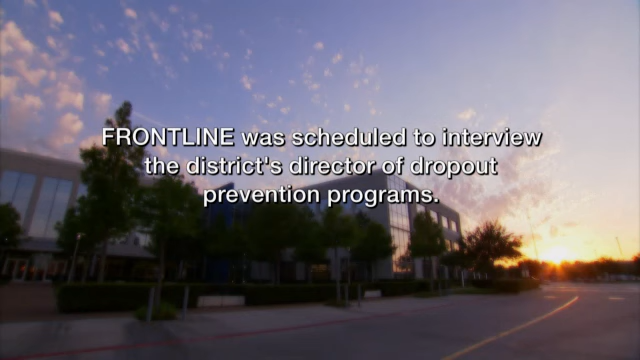 FRONTLINE was scheduled to interview
the district's director of dropout
prevention programs.